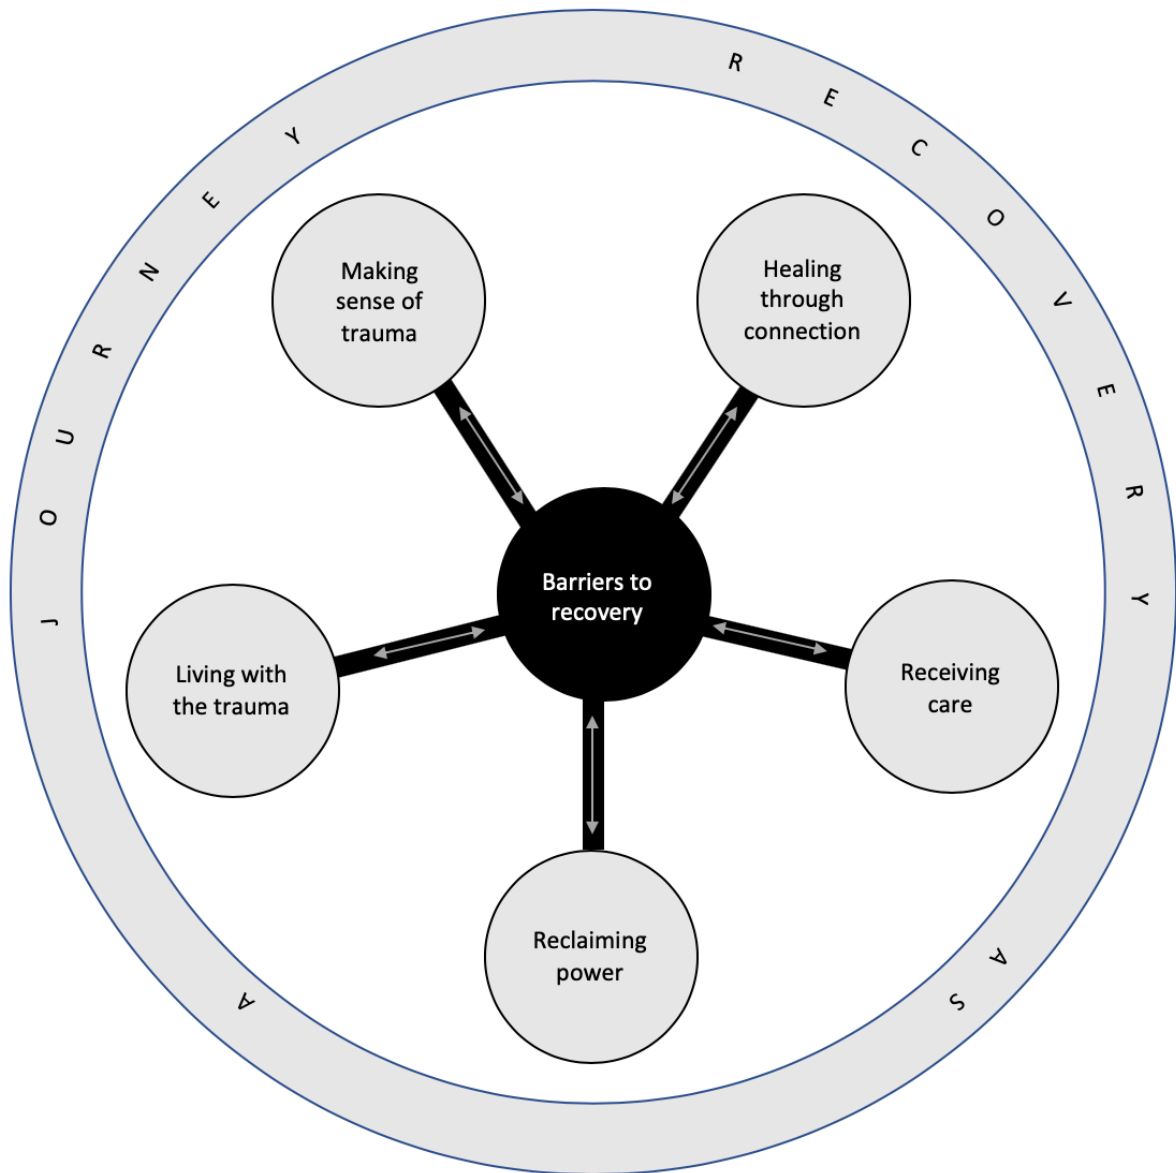 RECOVERY AS A JOURNEY
Making
sense of
trauma
Healing
through
connection
Barriers to
recovery
Living with
the trauma
Receiving
care
Reclaiming
power